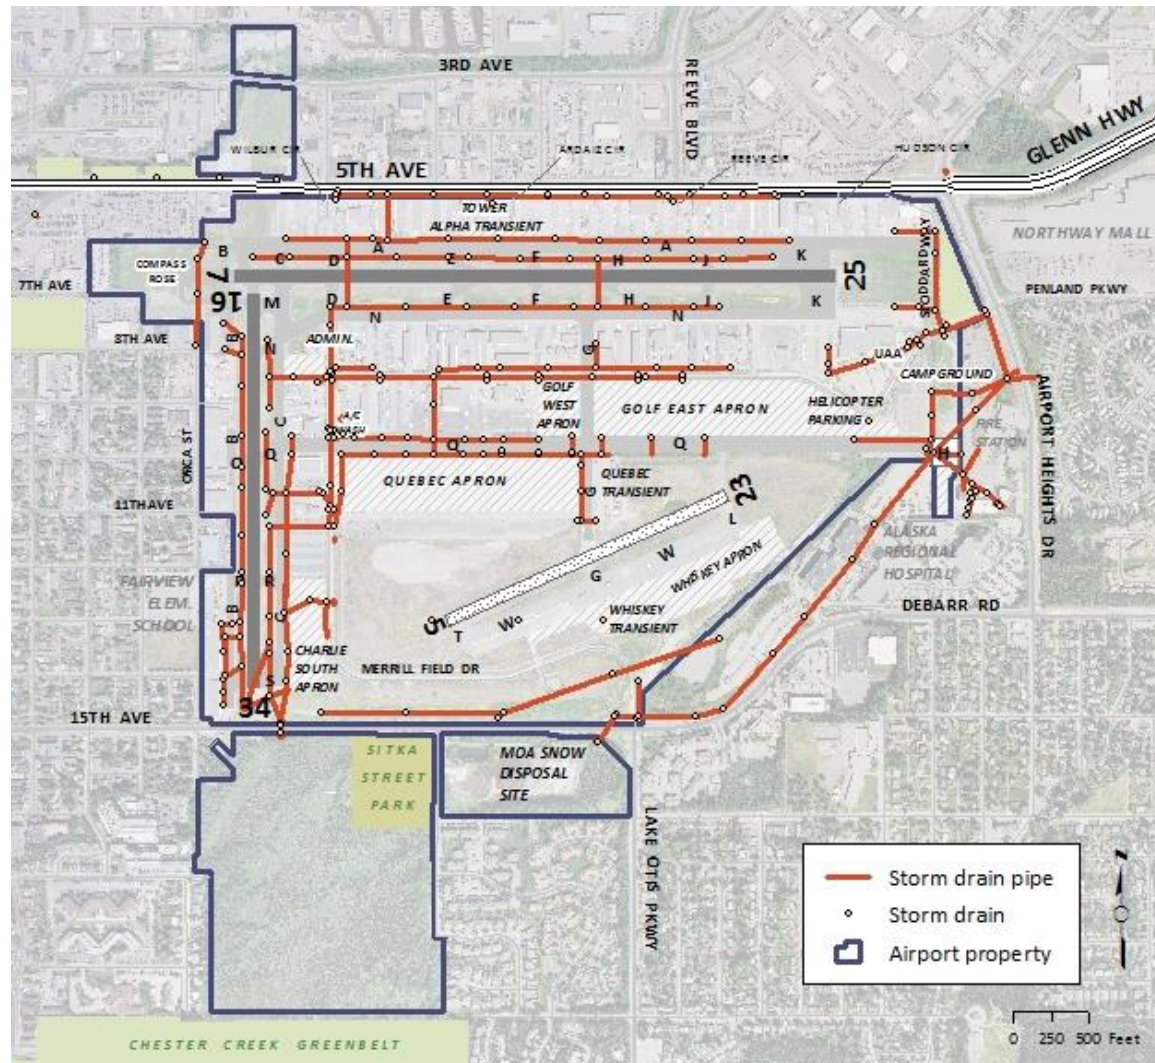 3RD AVE
REEVE BLVD
GLENN HWY
WILBUR CIR
ARDAIZ CIR
REEVE CIR
HUDSON CIR
5TH AVE
TOWER
ALPHA TRANSIENT
NORTHWAY MALL
B
A
A
COMPASS
ROSE
C
D
E
F
H
J
K
7
25
STODDARD WAY
7TH AVE
PENLAND PKWY
16
M
D
E
F
H
J
K
N
N
8TH AVE
B
ADMIN.
N
G
UAA
CAMPGROUND
GOLF
WEST
APRON
GOLF EAST APRON
HELICOPTER
PARKING
AIRPORT HEIGHTS DR
A/C
WASH
C
FIRE
STATION
ORCA ST
B
Q
Q
Q
Q
H
QUEBEC APRON
QUEBEC
TRANSIENT
G
23
11TH AVE
L
ALASKA
REGIONAL
HOSPITAL
W
WHISKEY APRON
G
FAIRVIEW
ELEM.
SCHOOL
R
R
B
C
5
T
W
WHISKEY
TRANSIENT
DEBARR RD
CHARLIE
SOUTH
APRON
MERRILL FIELD DR
S
34
15TH AVE
SITKA
STREET
PARK
MOA SNOW
DISPOSAL
SITE
LAKE OTIS PKWY
Storm drain pipe
Storm drain
Airport property
0 250 500 Feet
CHESTER CREEK GREENBELT